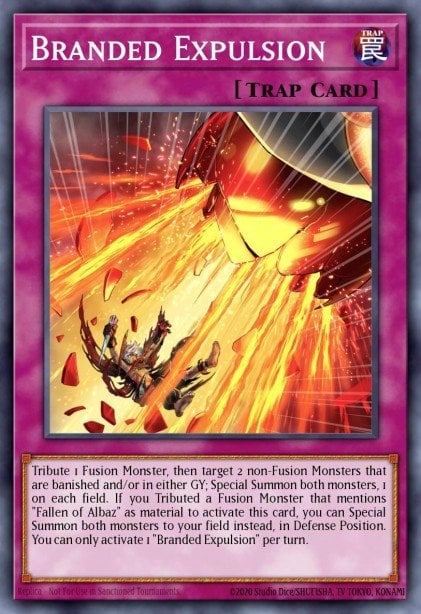 Branded Expulsion
TRAP
罠
[Trap Card]
Tribute 1 Fusion Monster, then target 2 non-Fusion Monsters that
are banished and/or in either GY; Special Summon both monsters, 1
on each field. If you Tributed a Fusion Monster that mentions
"Fallen of Albaz" as material to activate this card, you can Special
Summon both monsters to your field instead, in Defense Position.
You can only activate 1 "Branded Expulsion" per turn.
Replica - Not For Use in Sanctioned Tournaments
©2020 Studio Dice/SHUEISHA, TV TOKYO, KONAMI